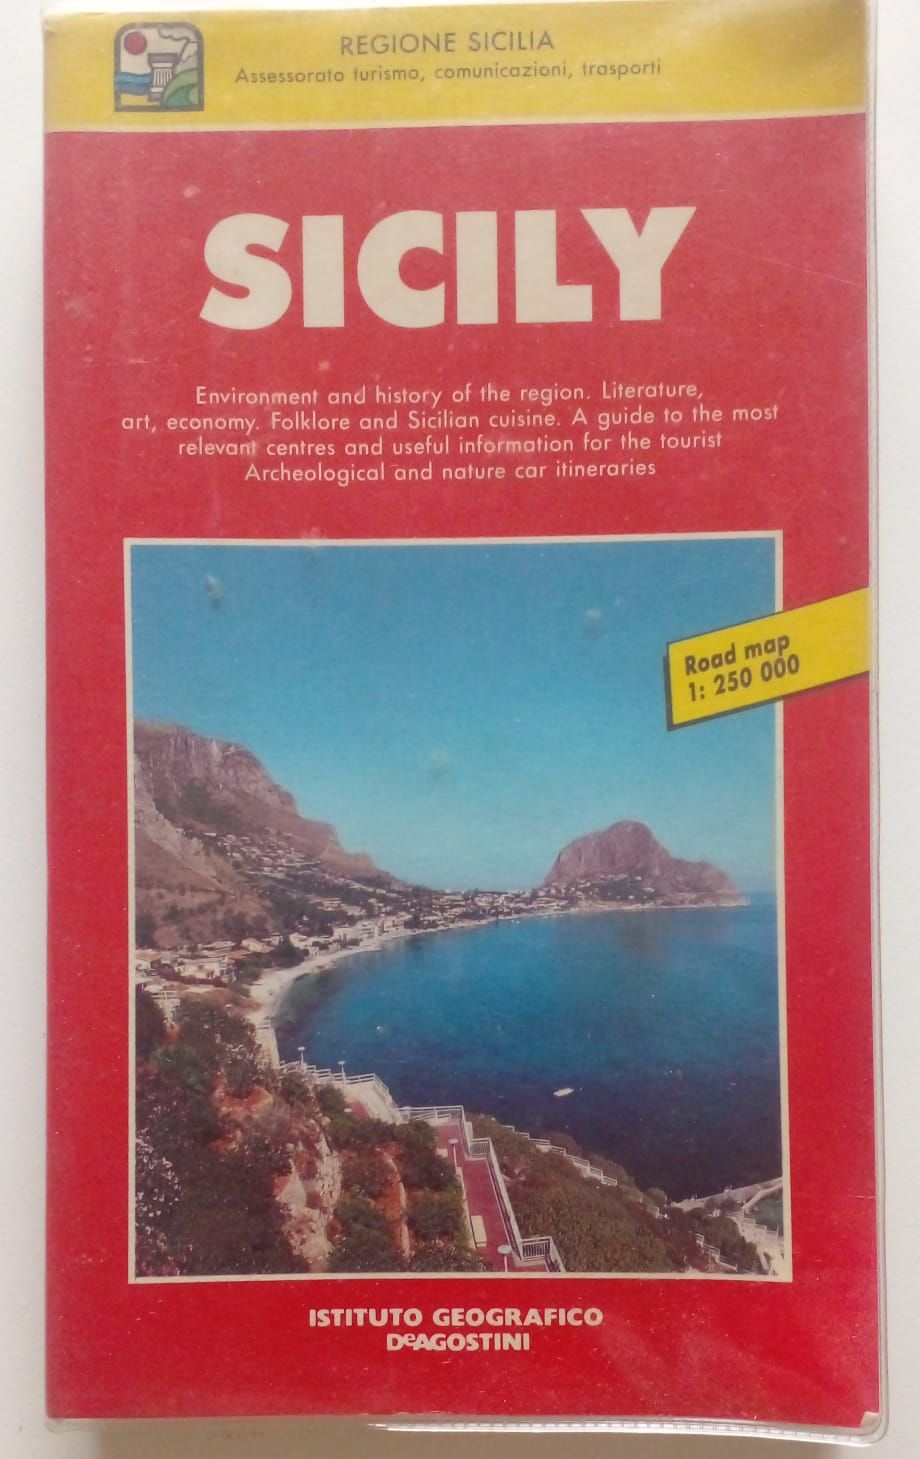 REGIONE SICILIA
Assessorato turismo, comunicazioni, trasporti
SICILY
Environment and history of the region. Literature,
art, economy. Folklore and Sicilian cuisine. A guide to the most
relevant centres and useful information for the tourist
Archeological and nature car itineraries
Road map
1: 250 000
ISTITUTO GEOGRAFICO
DeAGOSTINI